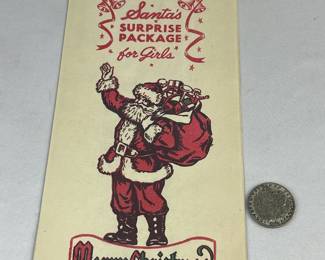 Santa's
SURPRISE
PACKAGE
for Girls
Merry Christmas